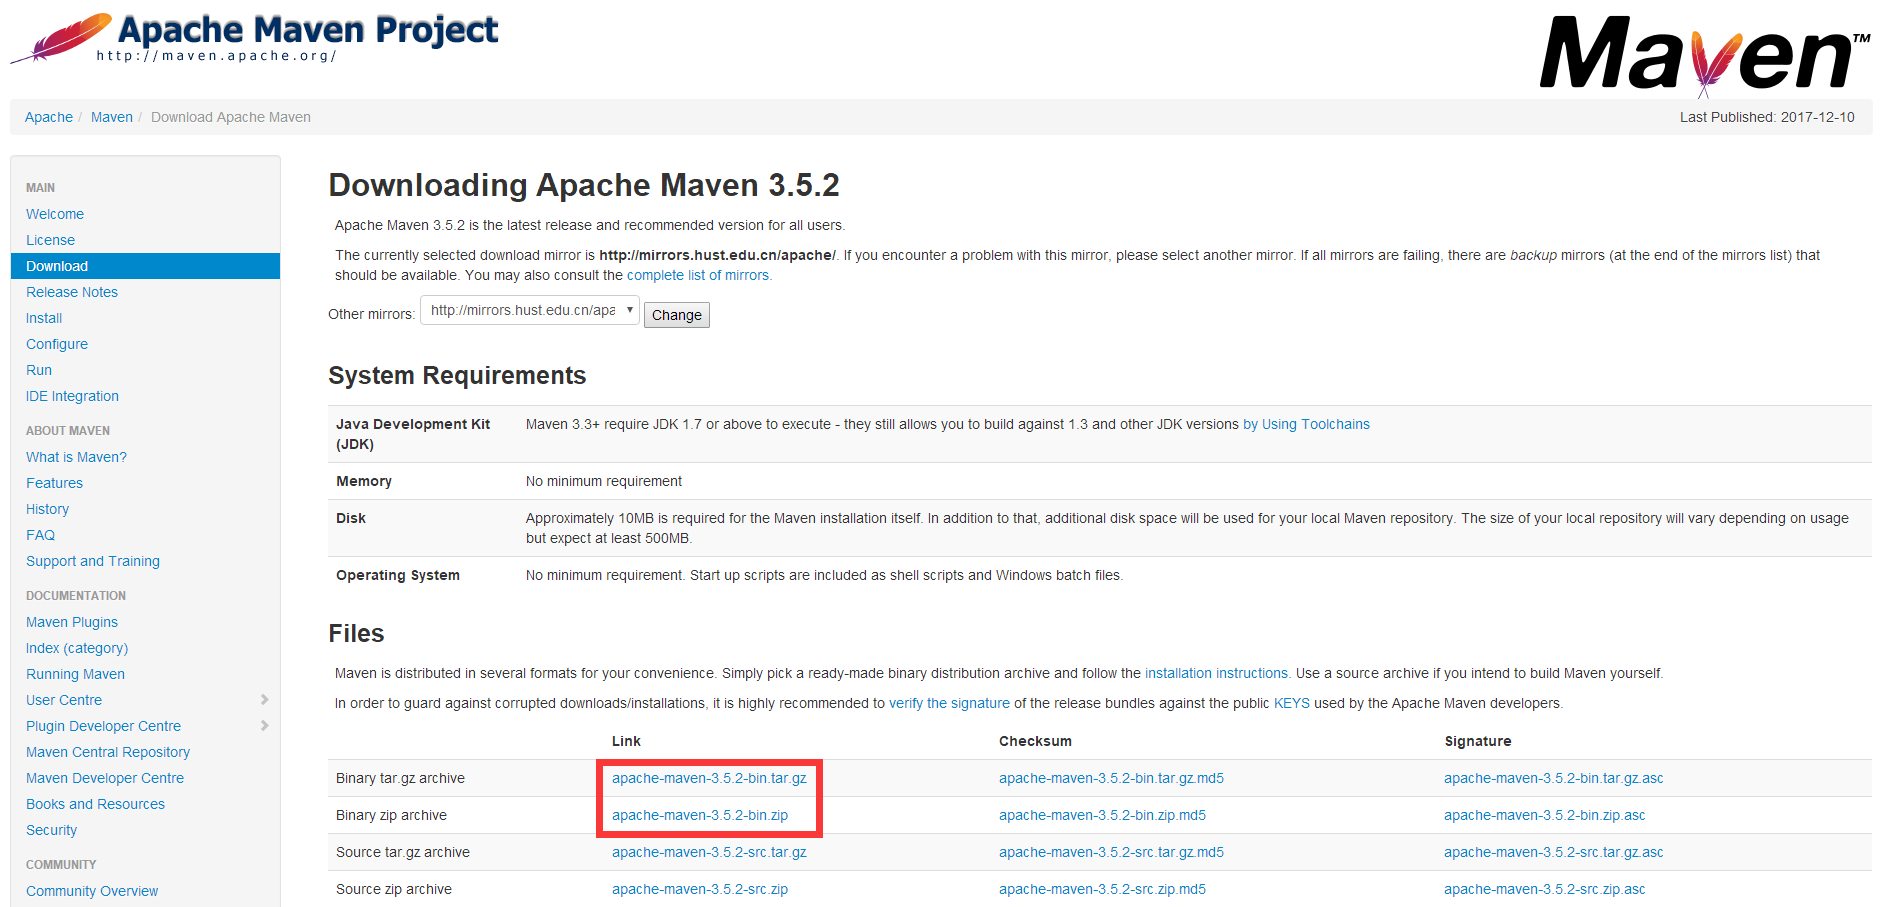 Apache Maven Project
http://maven.apache.org/
Maven™
Apache / Maven / Download Apache Maven
Last Published: 2017-12-10
MAIN
Welcome
License
Download
Release Notes
Install
Configure
Run
IDE Integration
ABOUT MAVEN
What is Maven?
Features
History
FAQ
Support and Training
DOCUMENTATION
Maven Plugins
Index (category)
Running Maven
User Centre
Plugin Developer Centre
Maven Central Repository
Maven Developer Centre
Books and Resources
Security
COMMUNITY
Community Overview
Downloading Apache Maven 3.5.2
Apache Maven 3.5.2 is the latest release and recommended version for all users.
The currently selected download mirror is http://mirrors.hust.edu.cn/apache/. If you encounter a problem with this mirror, please select another mirror. If all mirrors are failing, there are backup mirrors (at the end of the mirrors list) that
should be available. You may also consult the complete list of mirrors.
Other mirrors: http://mirrors.hust.edu.cn/apa Change
System Requirements
Java Development Kit
(JDK)
Maven 3.3+ require JDK 1.7 or above to execute - they still allows you to build against 1.3 and other JDK versions by Using Toolchains
Memory No minimum requirement
Disk
Approximately 10MB is required for the Maven installation itself. In addition to that, additional disk space will be used for your local Maven repository. The size of your local repository will vary depending on usage
but expect at least 500MB.
Operating System No minimum requirement. Start up scripts are included as shell scripts and Windows batch files.
Files
Maven is distributed in several formats for your convenience. Simply pick a ready-made binary distribution archive and follow the installation instructions. Use a source archive if you intend to build Maven yourself.
In order to guard against corrupted downloads/installations, it is highly recommended to verify the signature of the release bundles against the public KEYS used by the Apache Maven developers.
Link Checksum Signature
Binary tar.gz archive apache-maven-3.5.2-bin.tar.gz apache-maven-3.5.2-bin.tar.gz.md5 apache-maven-3.5.2-bin.tar.gz.asc
Binary zip archive apache-maven-3.5.2-bin.zip apache-maven-3.5.2-bin.zip.md5 apache-maven-3.5.2-bin.zip.asc
Source tar.gz archive apache-maven-3.5.2-src.tar.gz apache-maven-3.5.2-src.tar.gz.md5 apache-maven-3.5.2-src.tar.gz.asc
Source zip archive apache-maven-3.5.2-src.zip apache-maven-3.5.2-src.zip.md5 apache-maven-3.5.2-src.zip.asc